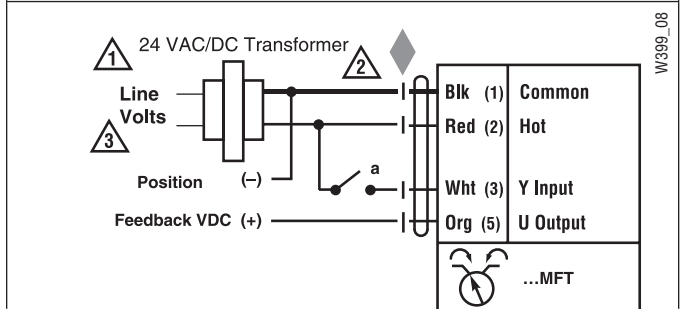 W399_08
1 24 VAC/DC Transformer 2
Line Volts
3
Blk (1) Common
Red (2) Hot
a
Position (–)
Wht (3) Y Input
Feedback VDC (+)
Org (5) U Output
...MFT